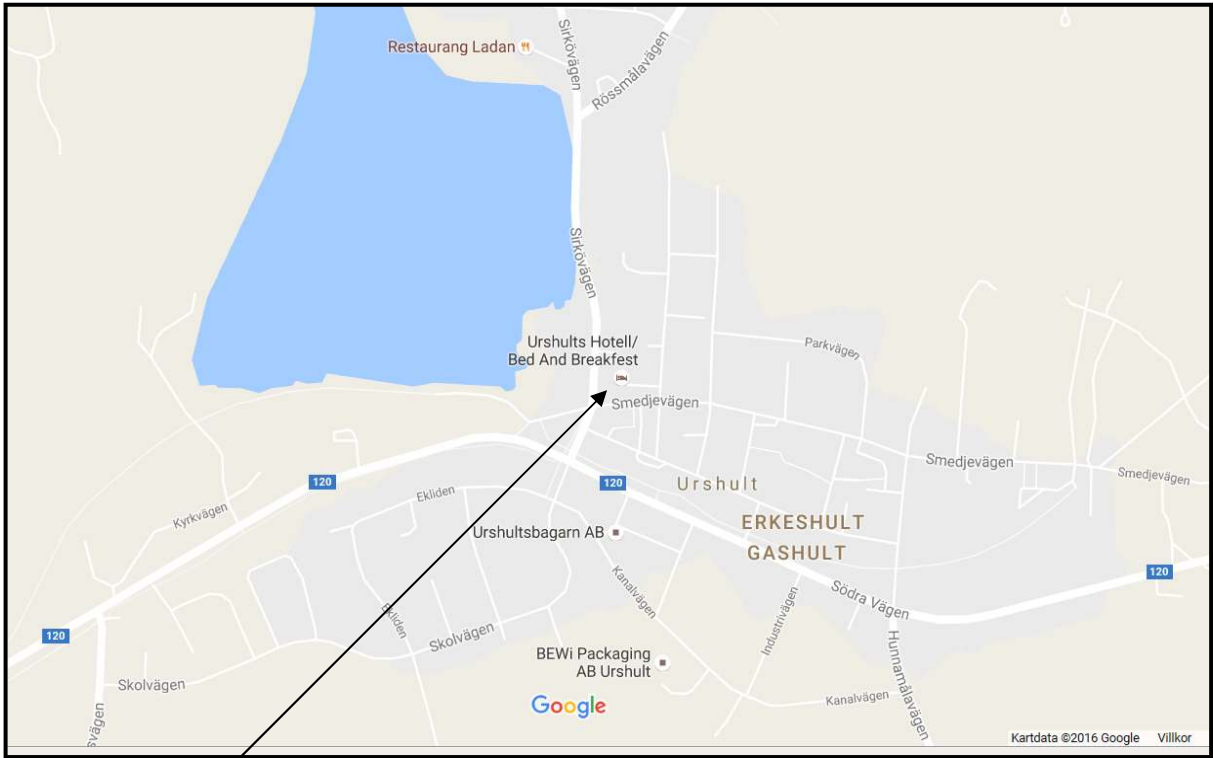 Restaurang Ladan
Sirkövägen
Rössmålavägen
Sirkövägen
Urshults Hotell/
Bed And Breakfest
Parkvägen
Smedjevägen
Smedjevägen
Smedjevägen
120
Ekliden
120
Urshult
Kyrkvägen
Urshultsbagarn AB
ERKESHULT
GASHULT
120
Kanalvägen
Södra Vägen
Industrivägen
Ekliden
120
Skolvägen
Hunnamålavägen
BEWi Packaging
AB Urshult
Skolvägen
Kanalvägen
Google
svägen
Kartdata ©2016 Google Villkor